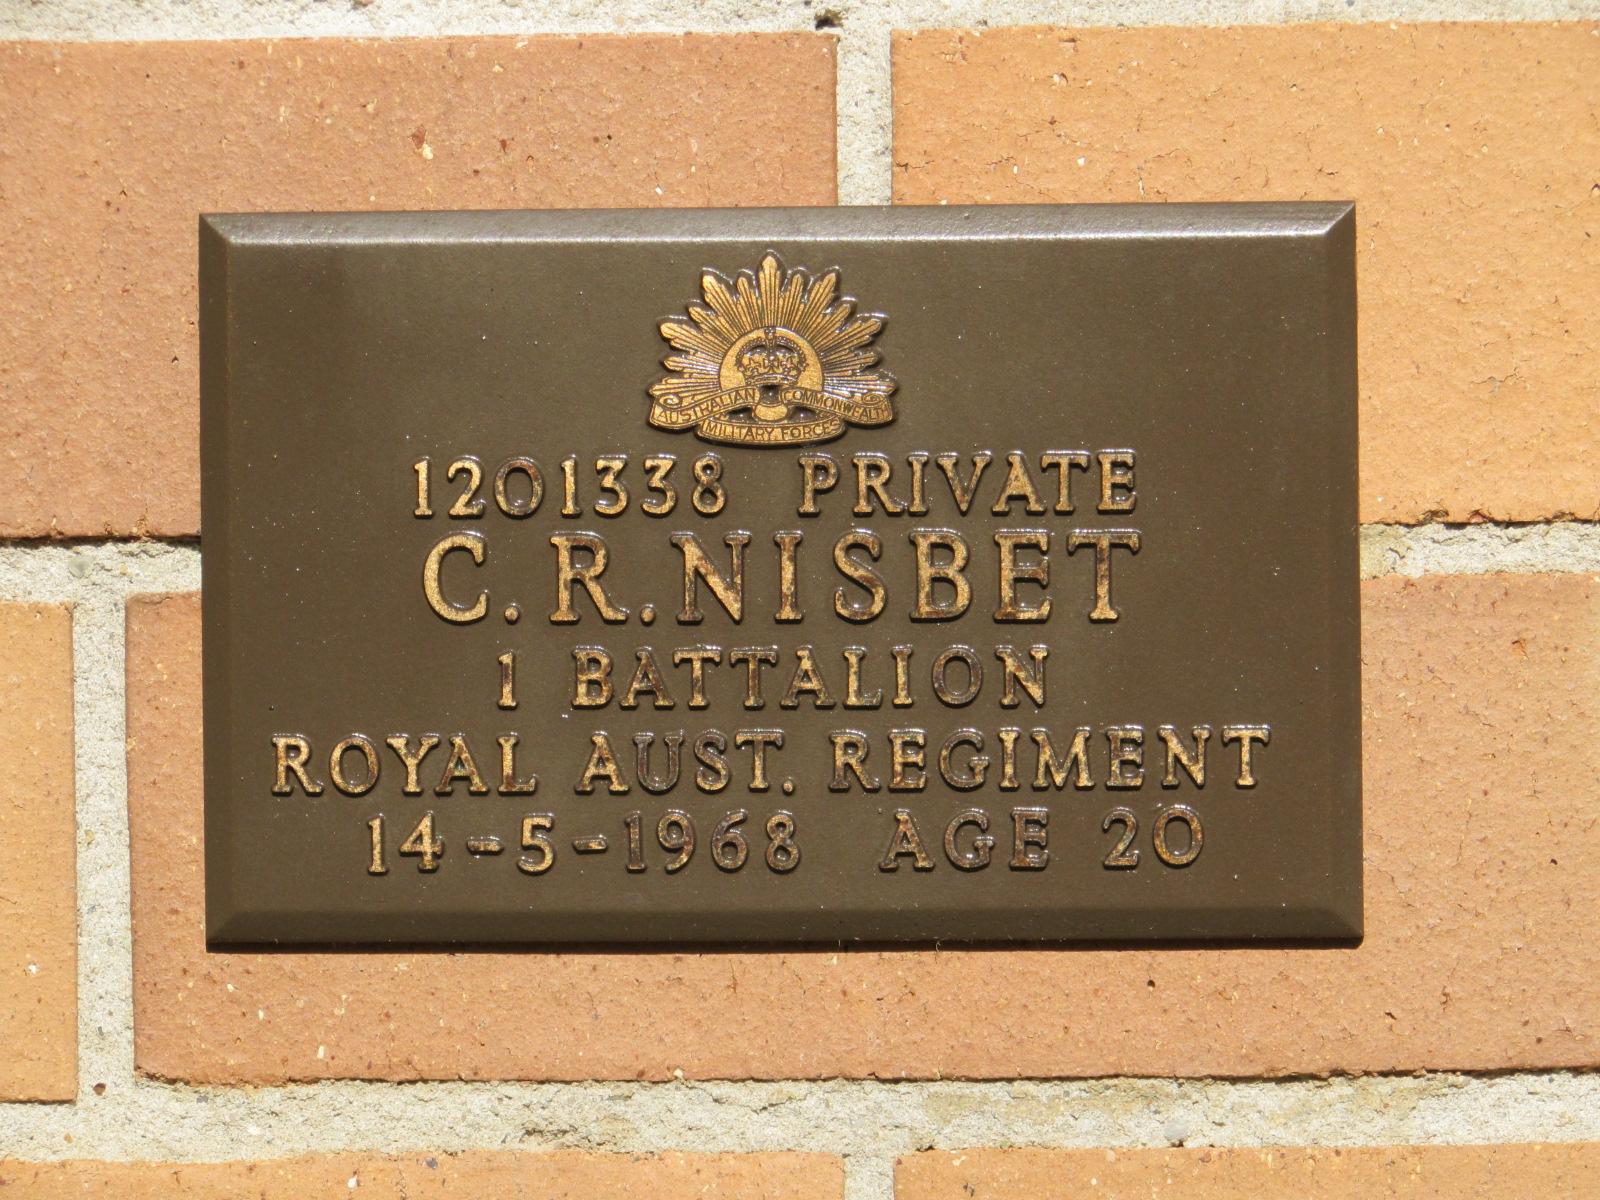 AUSTRALIAN COMMONWEALTH
MILITARY FORCES
1201338 PRIVATE
C.R.NISBET
1 BATTALION
ROYAL AUST. REGIMENT
14-5-1968 AGE 20